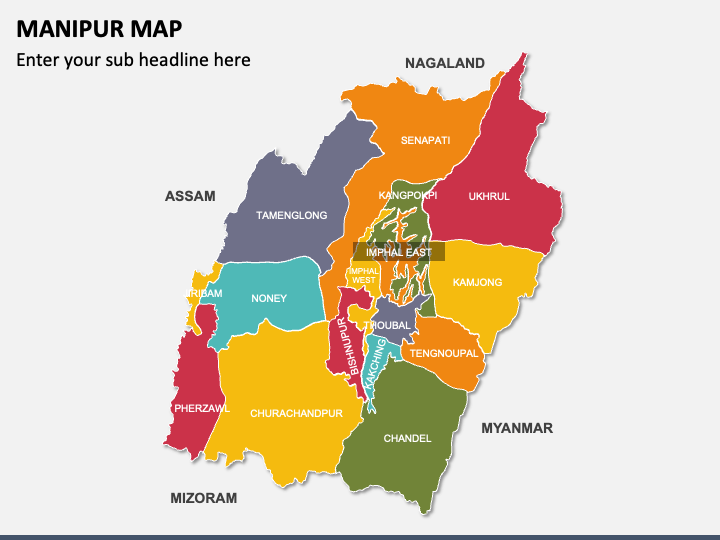 MANIPUR MAP
Enter your sub headline here
NAGALAND
SENAPATI
ASSAM
KANGPOKPI
UKHRUL
TAMENGLONG
IMPHAL EAST
IMPHAL
WEST
KAMJONG
RIBAM
NONEY
THOUBAL
BISHNUPUR
KAKCHING
TENGNOUPAL
PHERZAWL
CHURACHANDPUR
MYANMAR
CHANDEL
MIZORAM